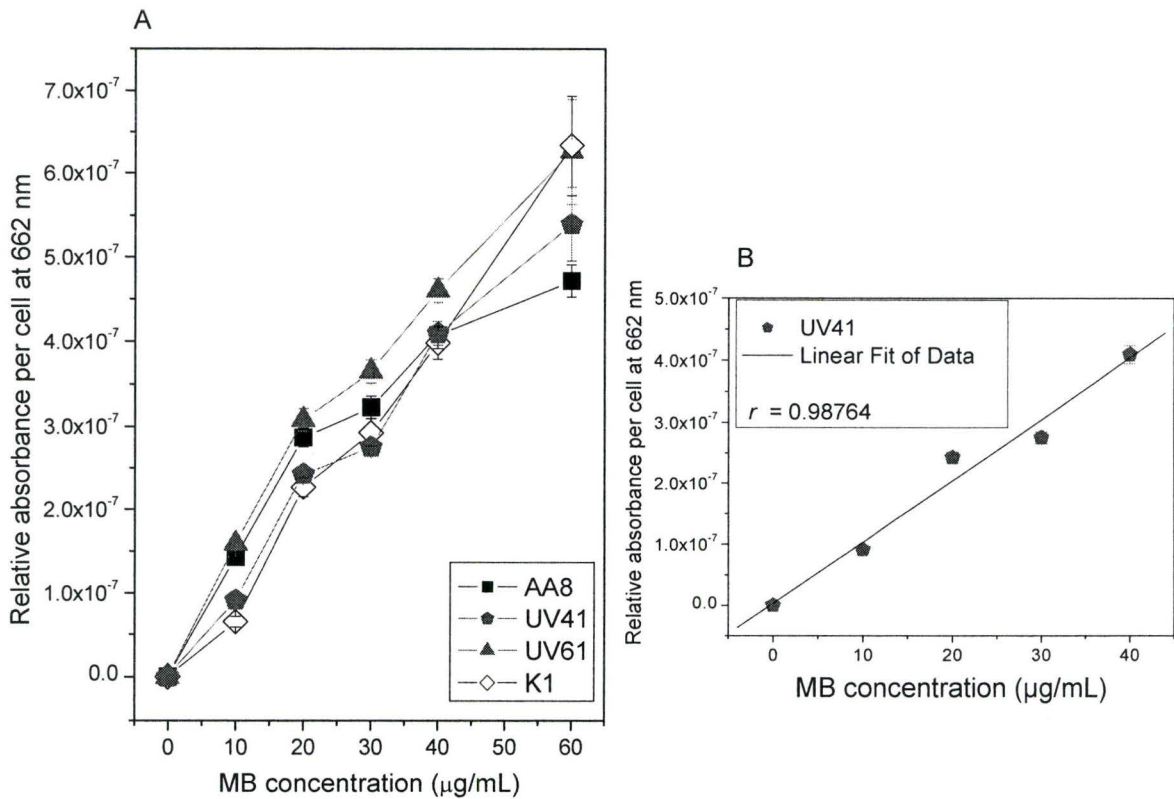 A
Relative absorbance per cell at 662 nm
7.0x10⁻⁷
6.0x10⁻⁷
5.0x10⁻⁷
4.0x10⁻⁷
3.0x10⁻⁷
2.0x10⁻⁷
1.0x10⁻⁷
0.0
0 10 20 30 40 50 60
MB concentration (μg/mL)
AA8
UV41
UV61
K1
B
Relative absorbance per cell at 662 nm
5.0x10⁻⁷
4.0x10⁻⁷
3.0x10⁻⁷
2.0x10⁻⁷
1.0x10⁻⁷
0.0
UV41
Linear Fit of Data
r = 0.98764
0 10 20 30 40
MB concentration (µg/mL)